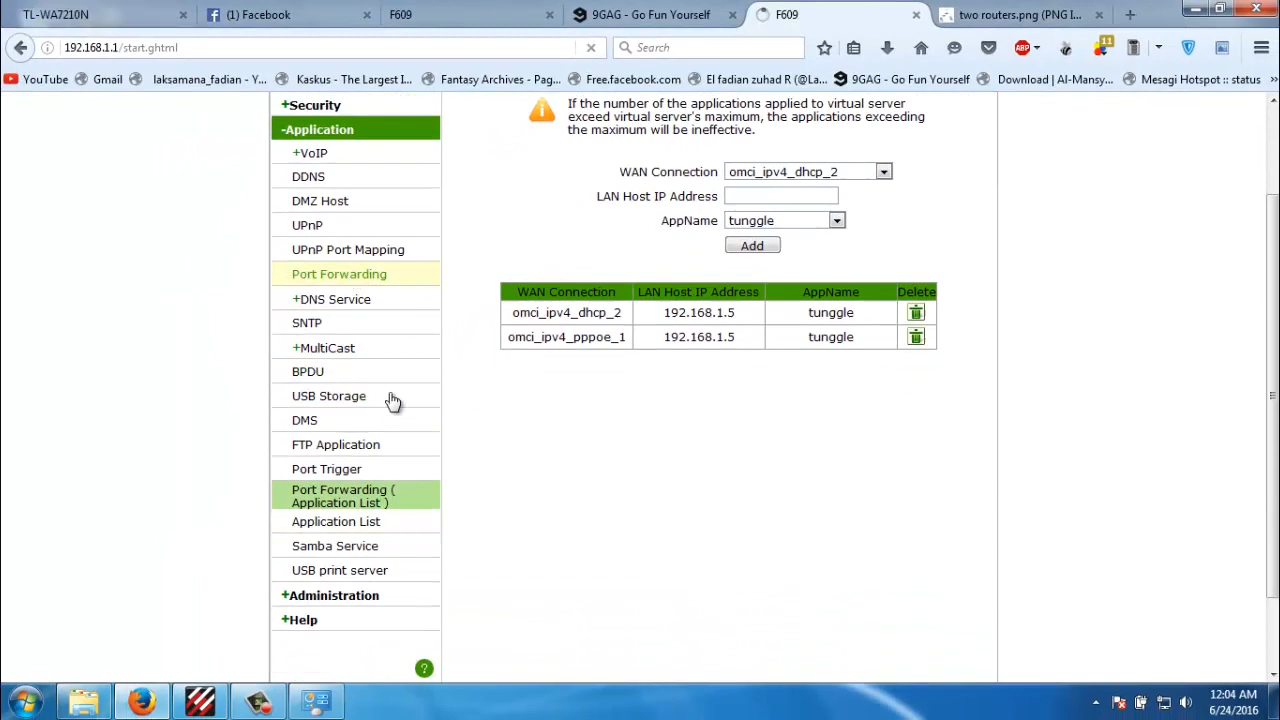 TL-WA7210N
(1) Facebook
F609
9GAG - Go Fun Yourself
F609
two routers.png (PNG I...
192.168.1.1/start.ghtml
Search
ABP
11
YouTube
Gmail
laksamana_fadian - Y...
Kaskus - The Largest I...
Fantasy Archives - Pag...
Free.facebook.com
El fadian zuhad R (@La...
9GAG - Go Fun Yourself
Download | Al-Mansy...
Mesagi Hotspot :: status
+Security
-Application
+VoIP
DDNS
DMZ Host
UPnP
UPnP Port Mapping
Port Forwarding
+DNS Service
SNTP
+MultiCast
BPDU
USB Storage
DMS
FTP Application
Port Trigger
Port Forwarding (
Application List )
Application List
Samba Service
USB print server
+Administration
+Help
?
If the number of the applications applied to virtual server
exceed virtual server's maximum, the applications exceeding
the maximum will be ineffective.
WAN Connection omci_ipv4_dhcp_2
LAN Host IP Address
AppName tunggle
Add
WAN Connection LAN Host IP Address AppName Delete
omci_ipv4_dhcp_2 192.168.1.5 tunggle
omci_ipv4_pppoe_1 192.168.1.5 tunggle
12:04 AM
6/24/2016